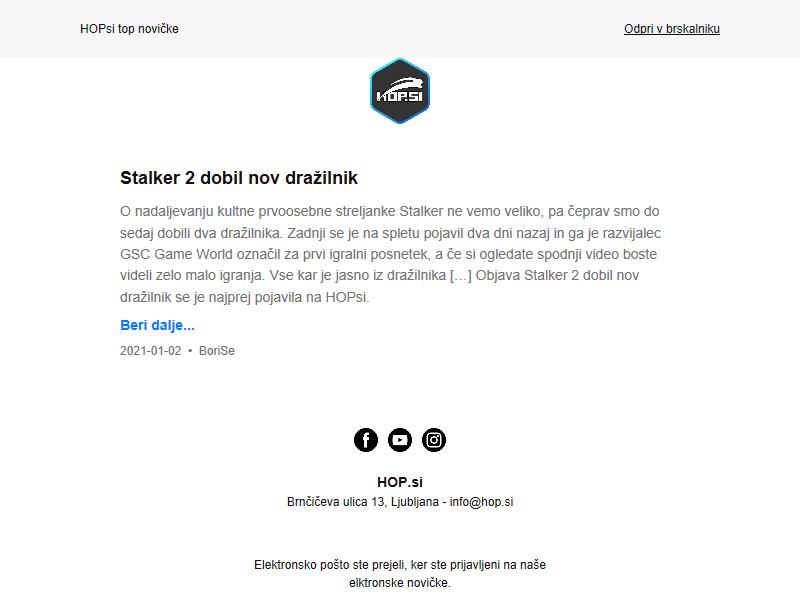 HOPsi top novičke
Odpri v brskalniku
HOP.SI
Stalker 2 dobil nov dražilnik
O nadaljevanju kultne prvoosebne streljanke Stalker ne vemo veliko, pa čeprav smo do
sedaj dobili dva dražilnika. Zadnji se je na spletu pojavil dva dni nazaj in ga je razvijalec
GSC Game World označil za prvi igralni posnetek, a če si ogledate spodnji video boste
videli zelo malo igranja. Vse kar je jasno iz dražilnika […] Objava Stalker 2 dobil nov
dražilnik se je najprej pojavila na HOPsi.
Beri dalje...
2021-01-02 • BoriSe
HOP.si
Brnčičeva ulica 13, Ljubljana - info@hop.si
Elektronsko pošto ste prejeli, ker ste prijavljeni na naše
elktronske novičke.